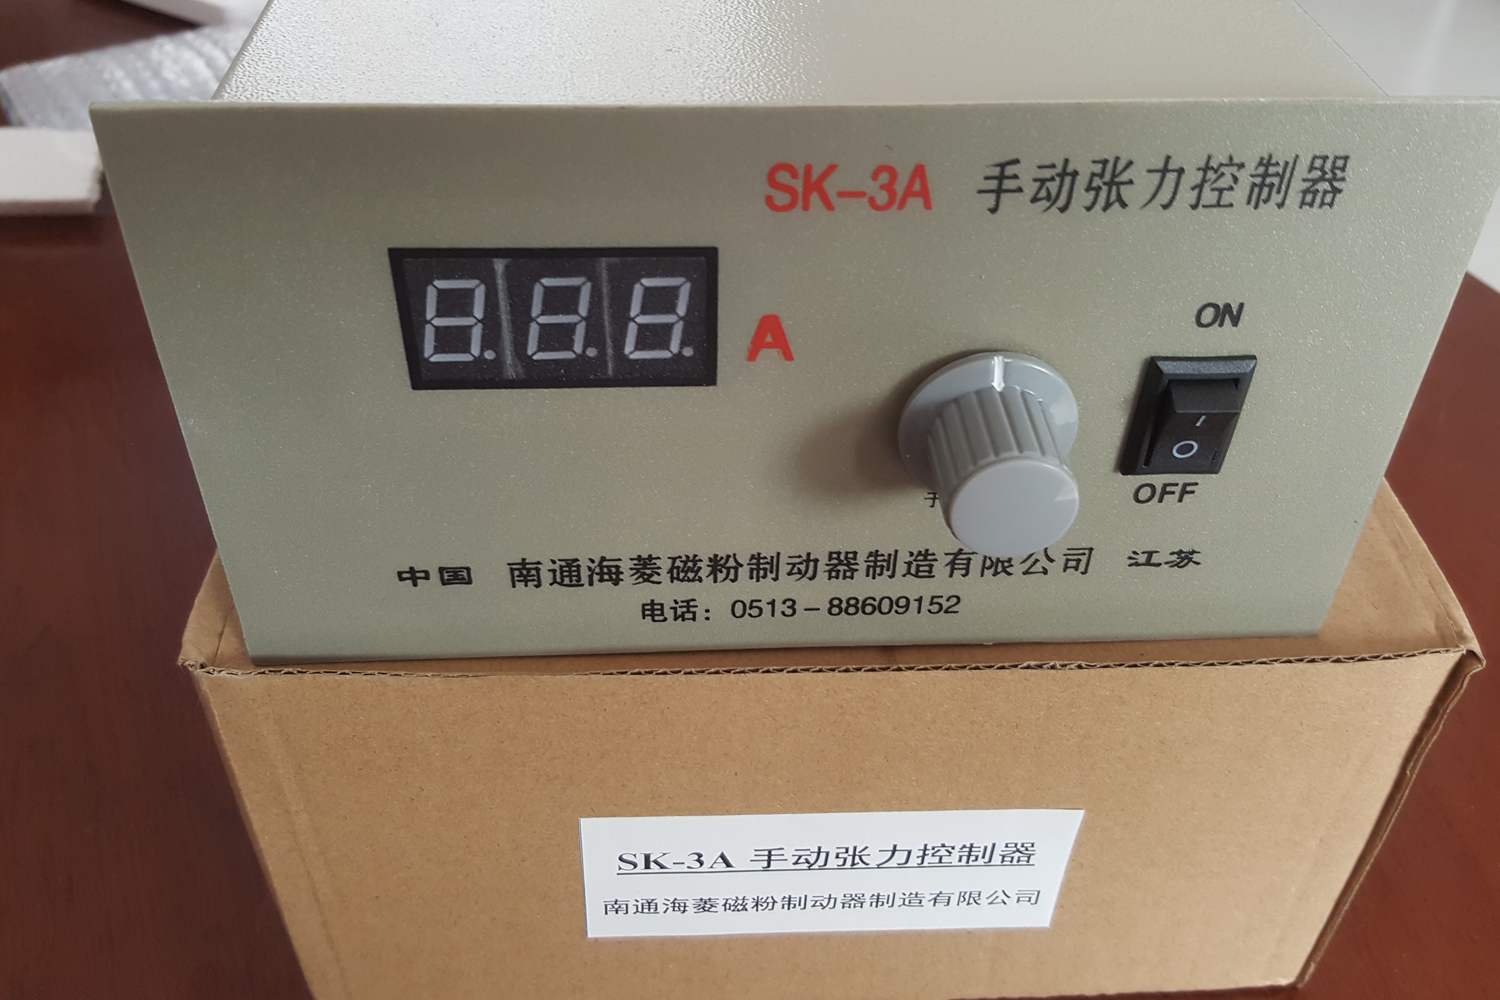 SK-3A 手动张力控制器
8.8.8. A
ON
OFF
中国 南通海菱磁粉制动器制造有限公司 江苏
电话：0513-88609152
SK-3A 手动张力控制器
南通海菱磁粉制动器制造有限公司